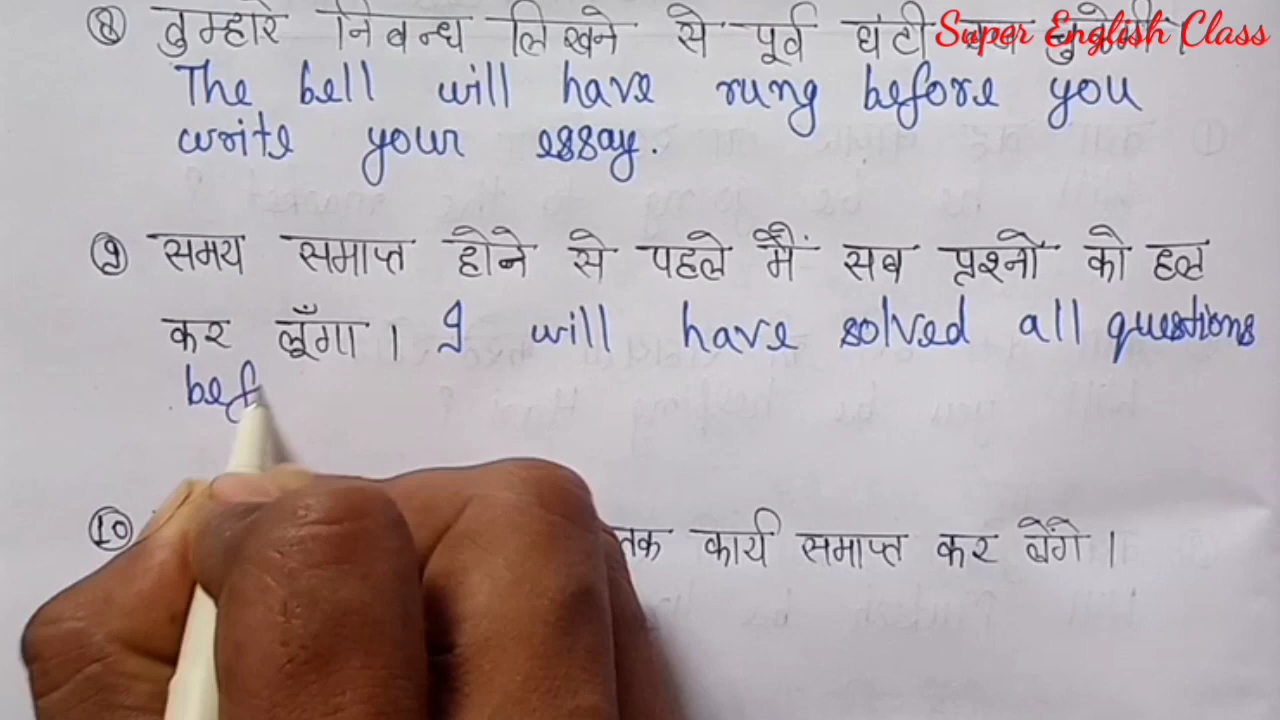 Super English Class
⑧ तुम्हारे निबन्ध लिखने से पूर्व घंटी
The bell will have rung before you
write your essay.
⑨ समय समाप्त होने से पहले मैं सब प्रश्नों को हल
कर लूँगा। I will have solved all questions
bef
⑩ तक कार्य समाप्त कर लेंगे।